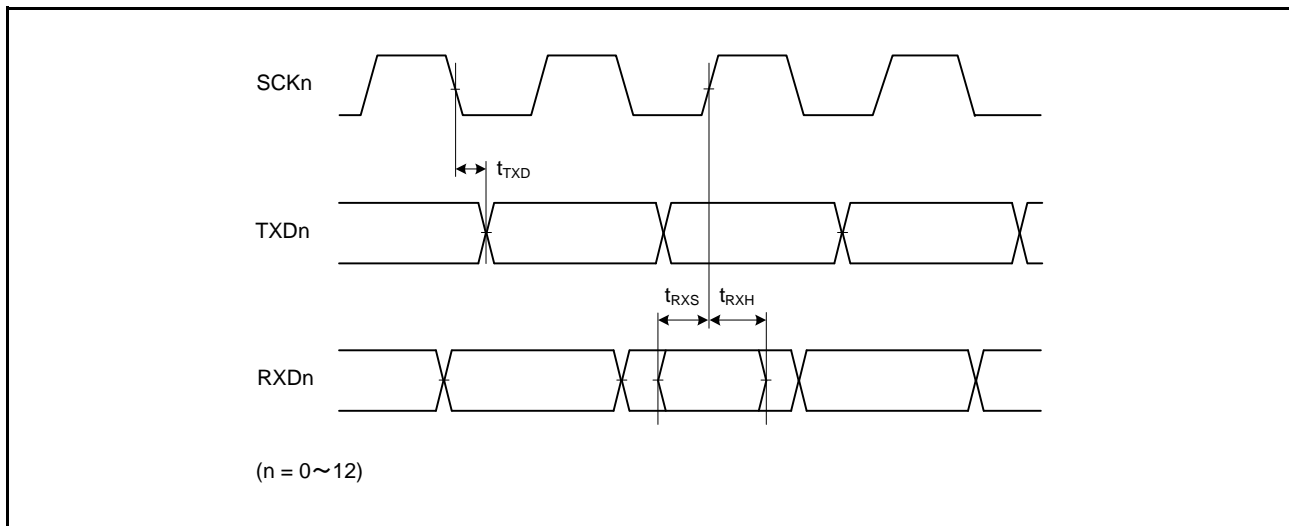 SCKn
tTXD
TXDn
tRXS
tRXH
RXDn
(n = 0～12)